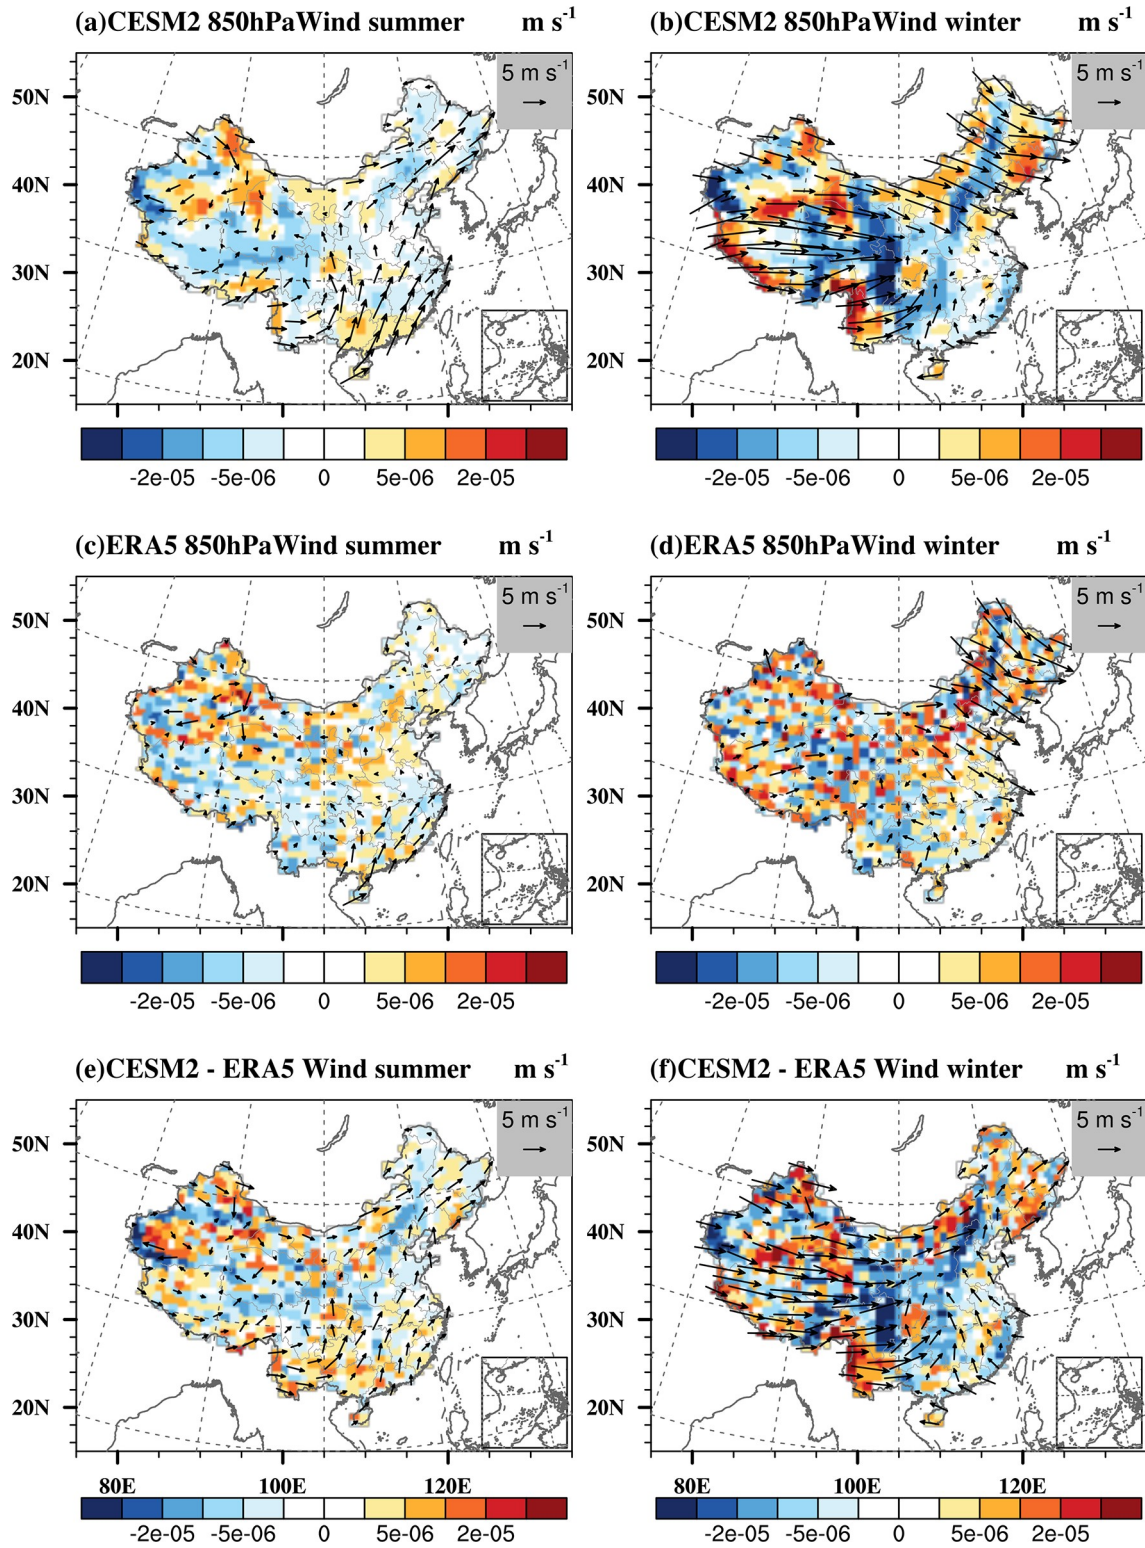 (a)CESM2 850hPaWind summer m s-1
(b)CESM2 850hPaWind winter m s-1
5 m s-1
5 m s-1
50N
50N
40N
40N
30N
30N
20N
20N
-2e-05 -5e-06 0 5e-06 2e-05
-2e-05 -5e-06 0 5e-06 2e-05
(c)ERA5 850hPaWind summer m s-1
(d)ERA5 850hPaWind winter m s-1
5 m s-1
5 m s-1
50N
50N
40N
40N
30N
30N
20N
20N
-2e-05 -5e-06 0 5e-06 2e-05
-2e-05 -5e-06 0 5e-06 2e-05
(e)CESM2 - ERA5 Wind summer m s-1
(f)CESM2 - ERA5 Wind winter m s-1
5 m s-1
5 m s-1
50N
50N
40N
40N
30N
30N
20N
20N
80E 100E 120E
80E 100E 120E
-2e-05 -5e-06 0 5e-06 2e-05
-2e-05 -5e-06 0 5e-06 2e-05